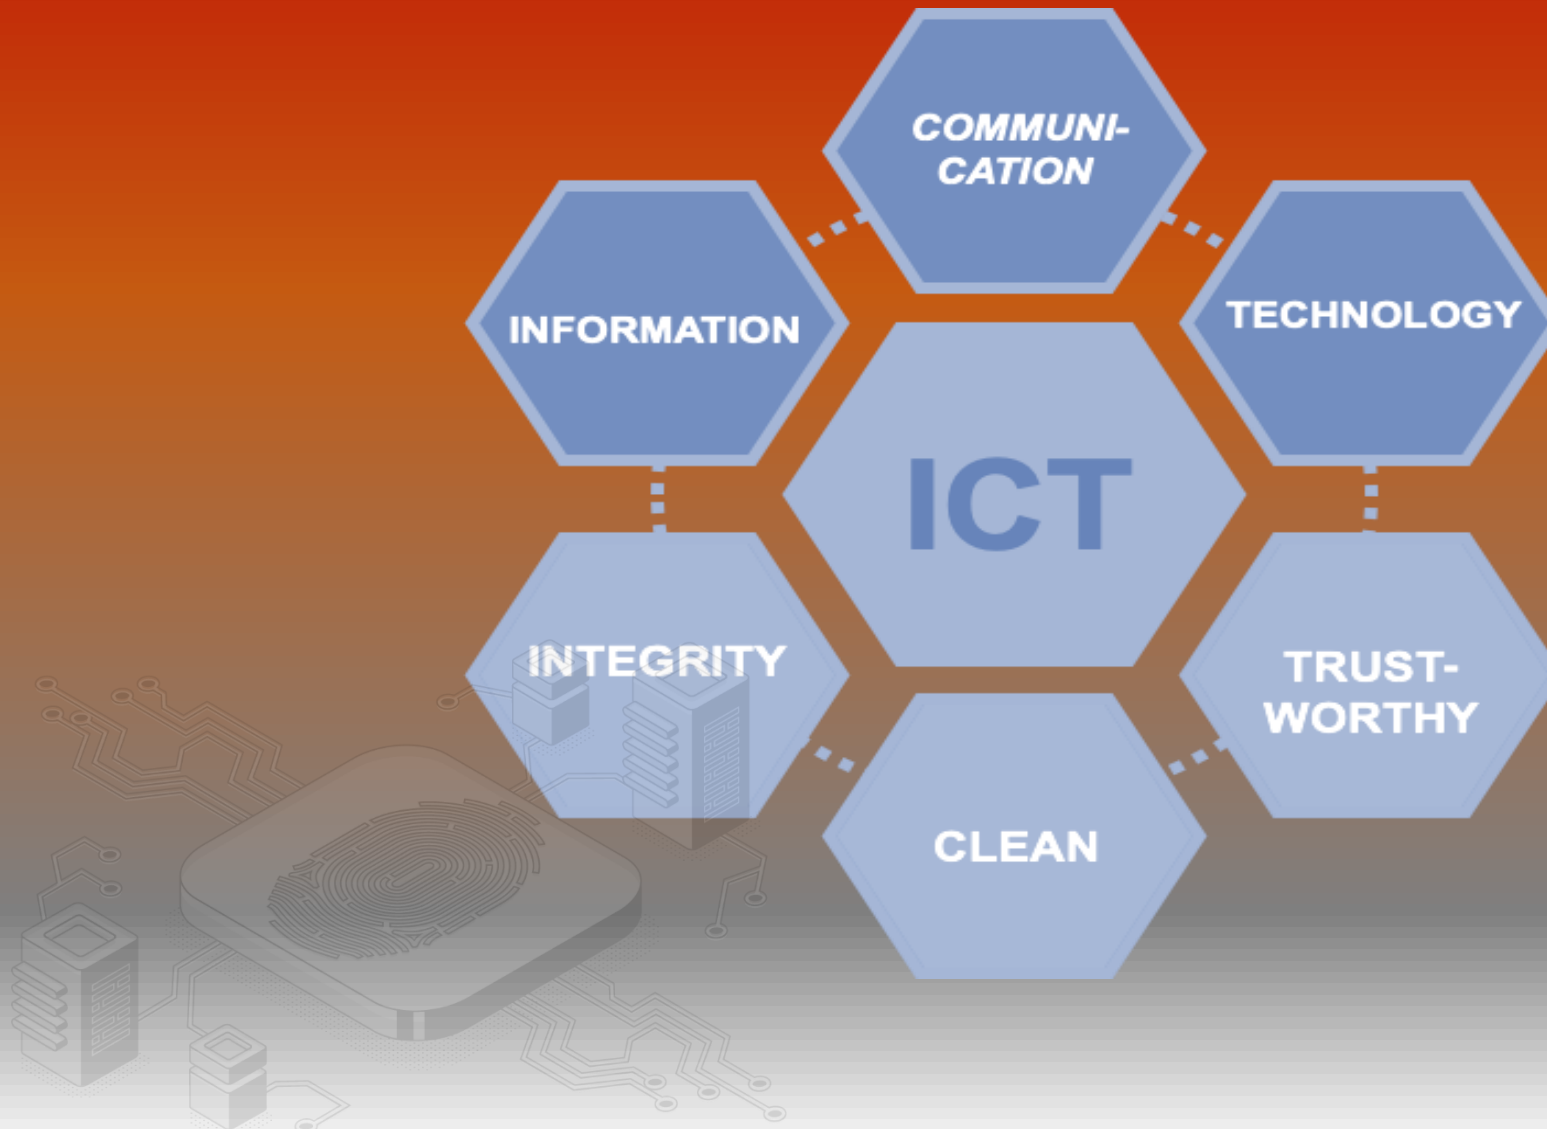 COMMUNI-
CATION
INFORMATION
TECHNOLOGY
ICT
INTEGRITY
TRUST-
WORTHY
CLEAN